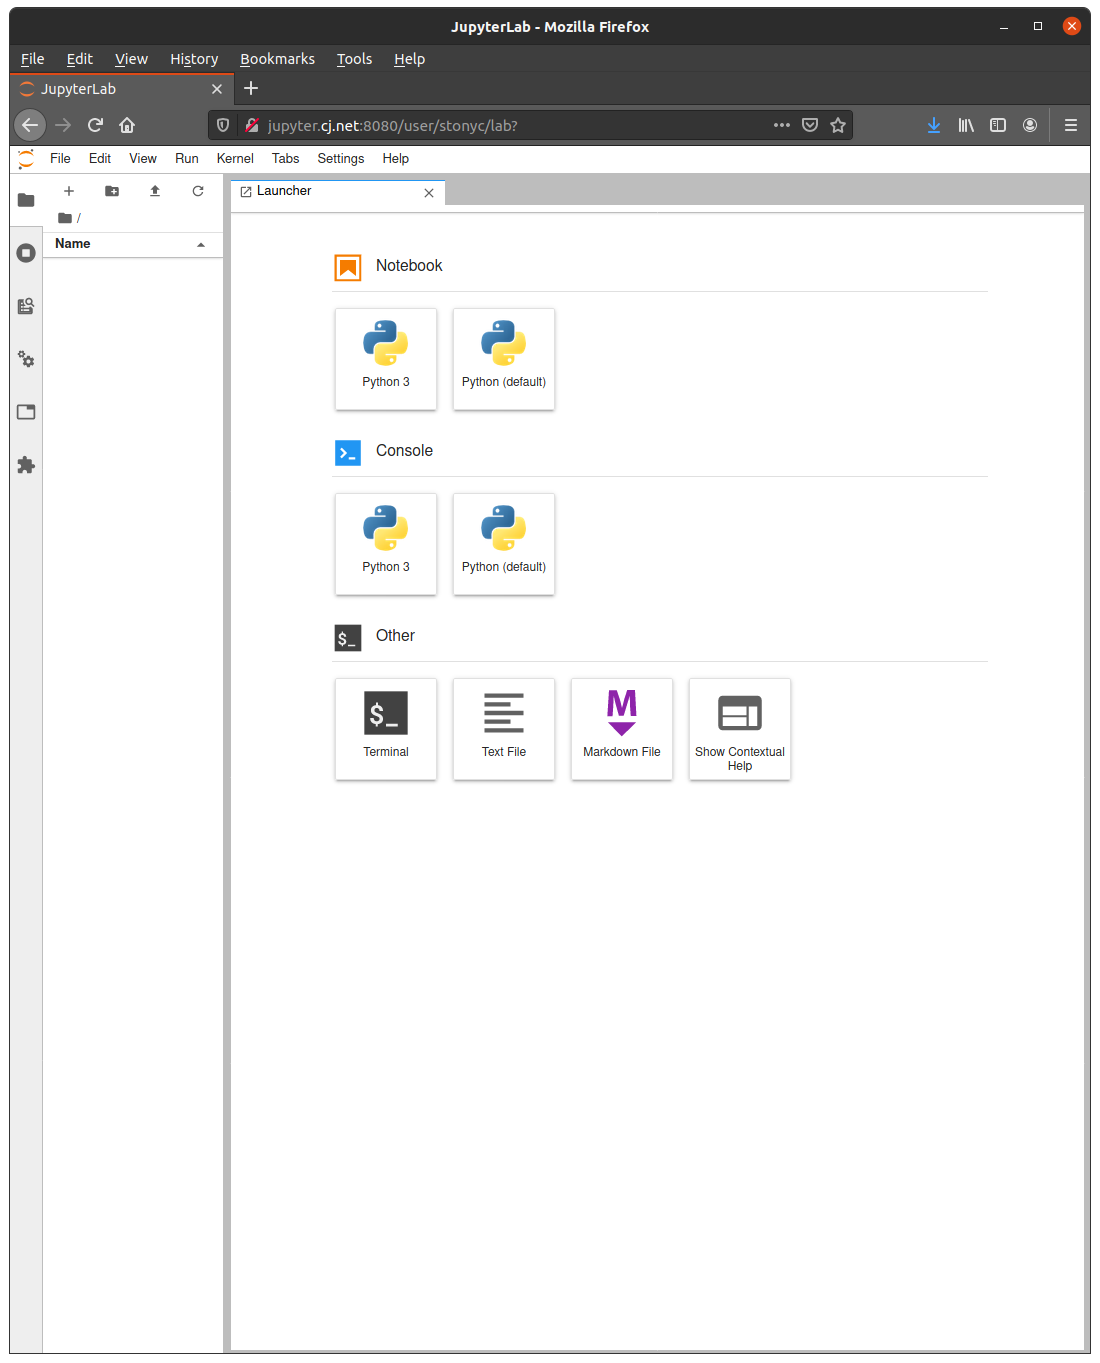 JupyterLab - Mozilla Firefox
File Edit View History Bookmarks Tools Help
JupyterLab
jupyter.cj.net:8080/user/stonyc/lab?
File Edit View Run Kernel Tabs Settings Help
Launcher
/
Name
Notebook
Python 3 Python (default)
Console
Python 3 Python (default)
$_ Other
$_
M
Terminal Text File Markdown File Show Contextual
Help